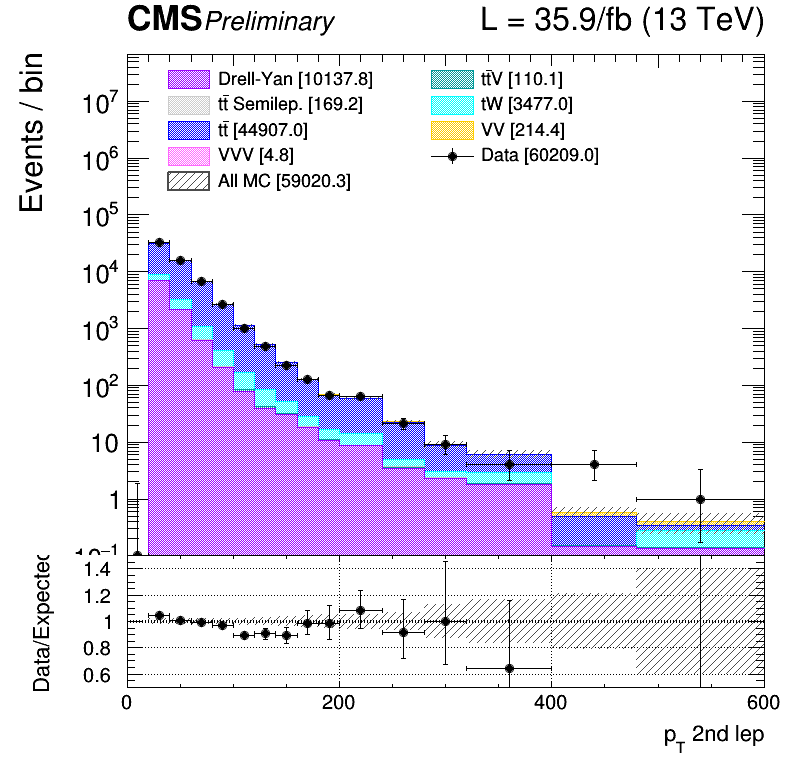 CMS Preliminary L = 35.9/fb (13 TeV)
Events / bin
Drell-Yan [10137.8]
tt̄ Semilep. [169.2]
tt̄ [44907.0]
VVV [4.8]
All MC [59020.3]
tt̄V [110.1]
tW [3477.0]
VV [214.4]
Data [60209.0]
10⁷
10⁶
10⁵
10⁴
10³
10²
10
1
10⁻¹
Data/Expected
1.4
1.2
1
0.8
0.6
0 200 400 600
p_T 2nd lep